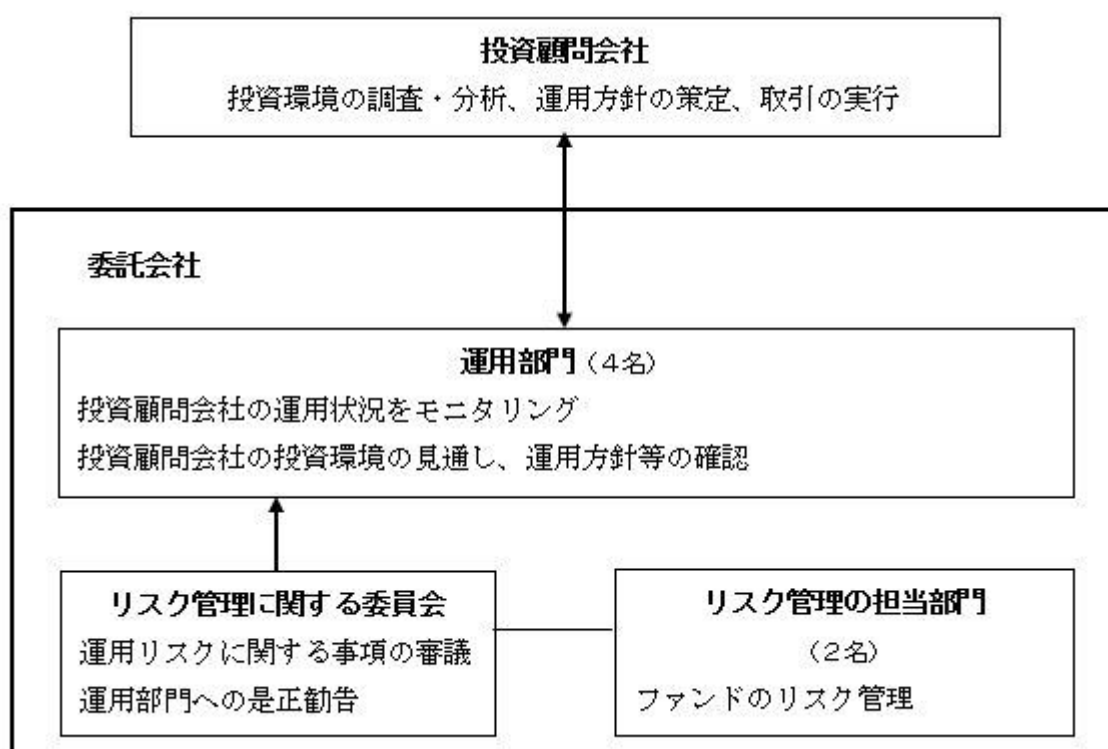 投資顧問会社
投資環境の調査・分析、運用方針の策定、取引の実行
委託会社
運用部門（４名）
投資顧問会社の運用状況をモニタリング
投資顧問会社の投資環境の見通し、運用方針等の確認
リスク管理に関する委員会
運用リスクに関する事項の審議
運用部門への是正勧告
リスク管理の担当部門
（２名）
ファンドのリスク管理